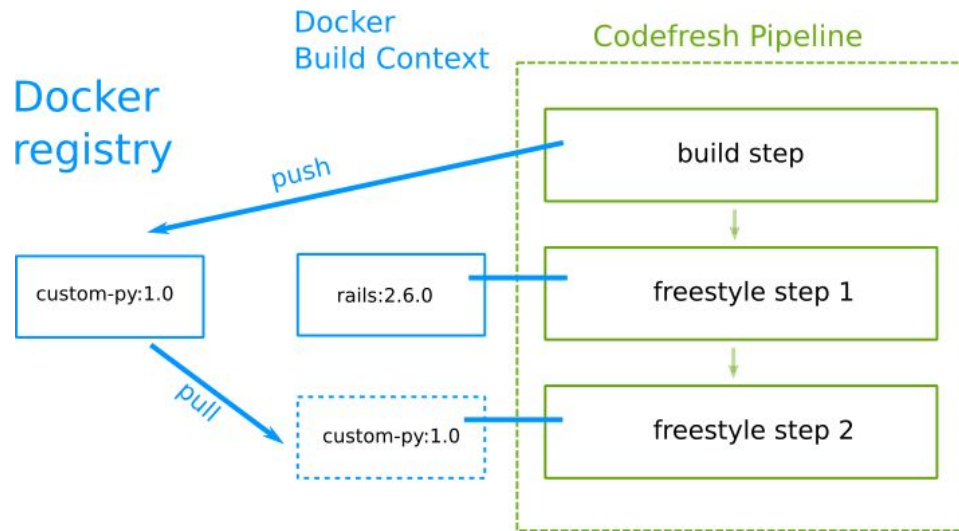 Docker
Build Context
Codefresh Pipeline
Docker
registry
push
build step
custom-py:1.0
rails:2.6.0
freestyle step 1
pull
custom-py:1.0
freestyle step 2